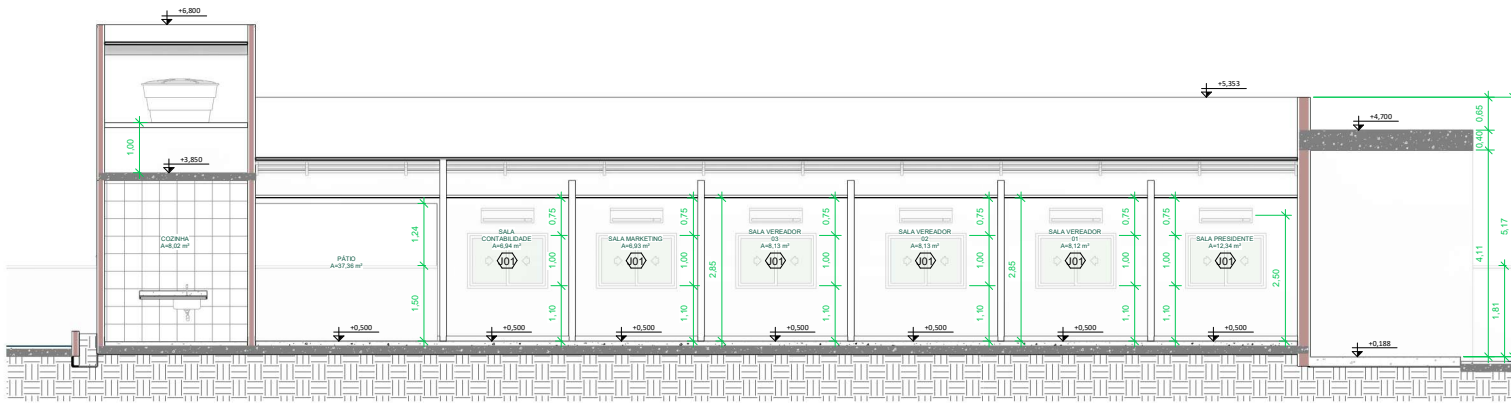 +6,800
+5,353
+4,700
0,65
0,40
1,00
+3,850
COZINHA
A=8,02 m²
PÁTIO
A=37,36 m²
1,24
1,50
SALA
CONTABILIDADE
A=6,94 m²
J01
0,75
1,00
1,10
SALA MARKETING
A=6,93 m²
J01
0,75
1,00
1,10
2,85
SALA VEREADOR
03
A=8,13 m²
J01
0,75
1,00
1,10
SALA VEREADOR
02
A=8,13 m²
J01
0,75
1,00
1,10
2,85
SALA VEREADOR
01
A=8,12 m²
J01
0,75
1,00
1,10
0,75
1,00
1,10
SALA PRESIDENTE
A=12,34 m²
J01
2,50
4,11
5,17
1,81
+0,500
+0,500
+0,500
+0,500
+0,500
+0,500
+0,500
+0,188